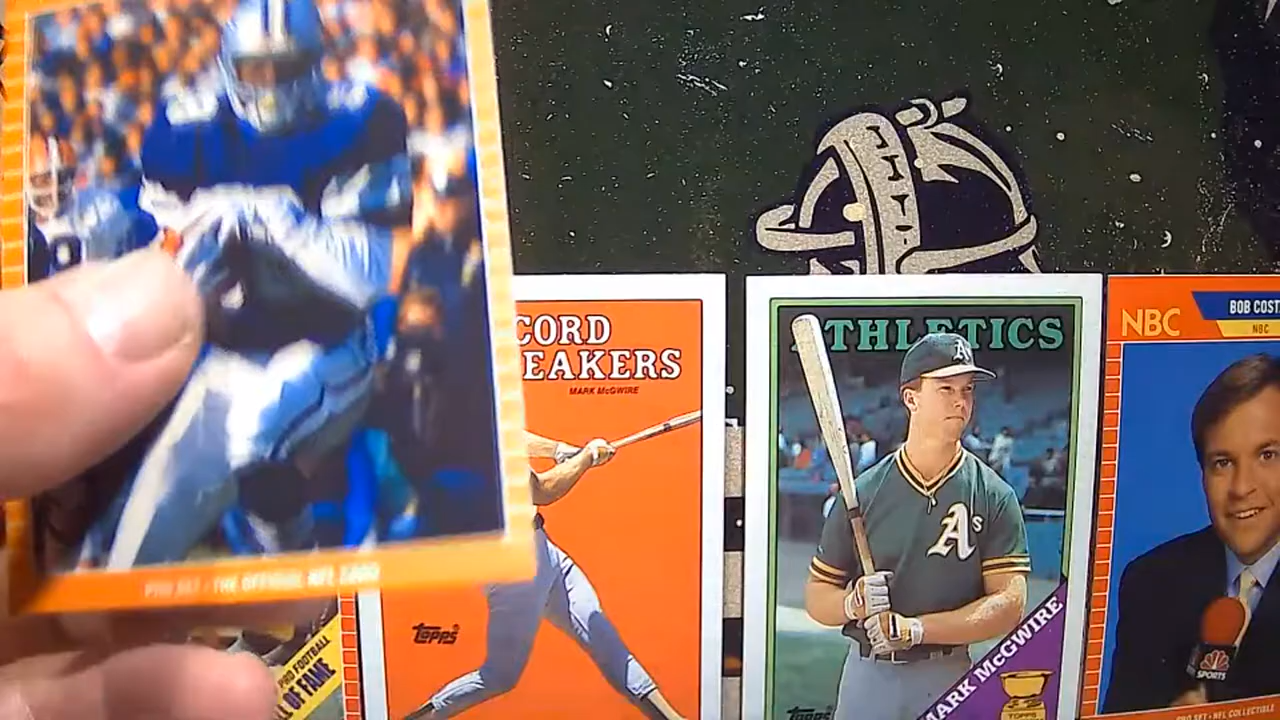 PRO SET · THE OFFICIAL NFL CARD
PRO FOOTBALL
L OF FAME
CORD
EAKERS
MARK McGWIRE
topps
ATHLETICS
A
A's
MARK McGWIRE
TOPPS
topps
NBC
BOB COST
NBC
NBC
SPORTS
PRO SET · NFL COLLECTIBLE